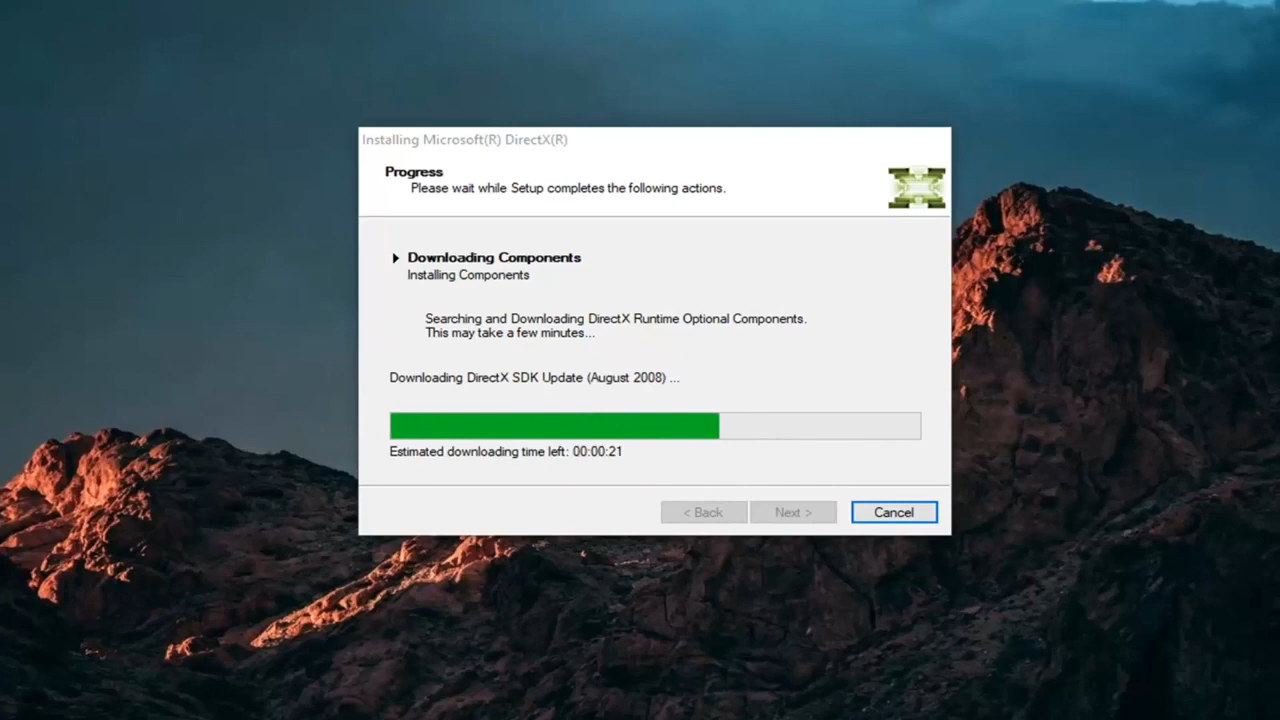 Installing Microsoft(R) DirectX(R)
Progress
Please wait while Setup completes the following actions.
Downloading Components
Installing Components
Searching and Downloading DirectX Runtime Optional Components.
This may take a few minutes...
Downloading DirectX SDK Update (August 2008) ...
Estimated downloading time left: 00:00:21
< Back Next > Cancel